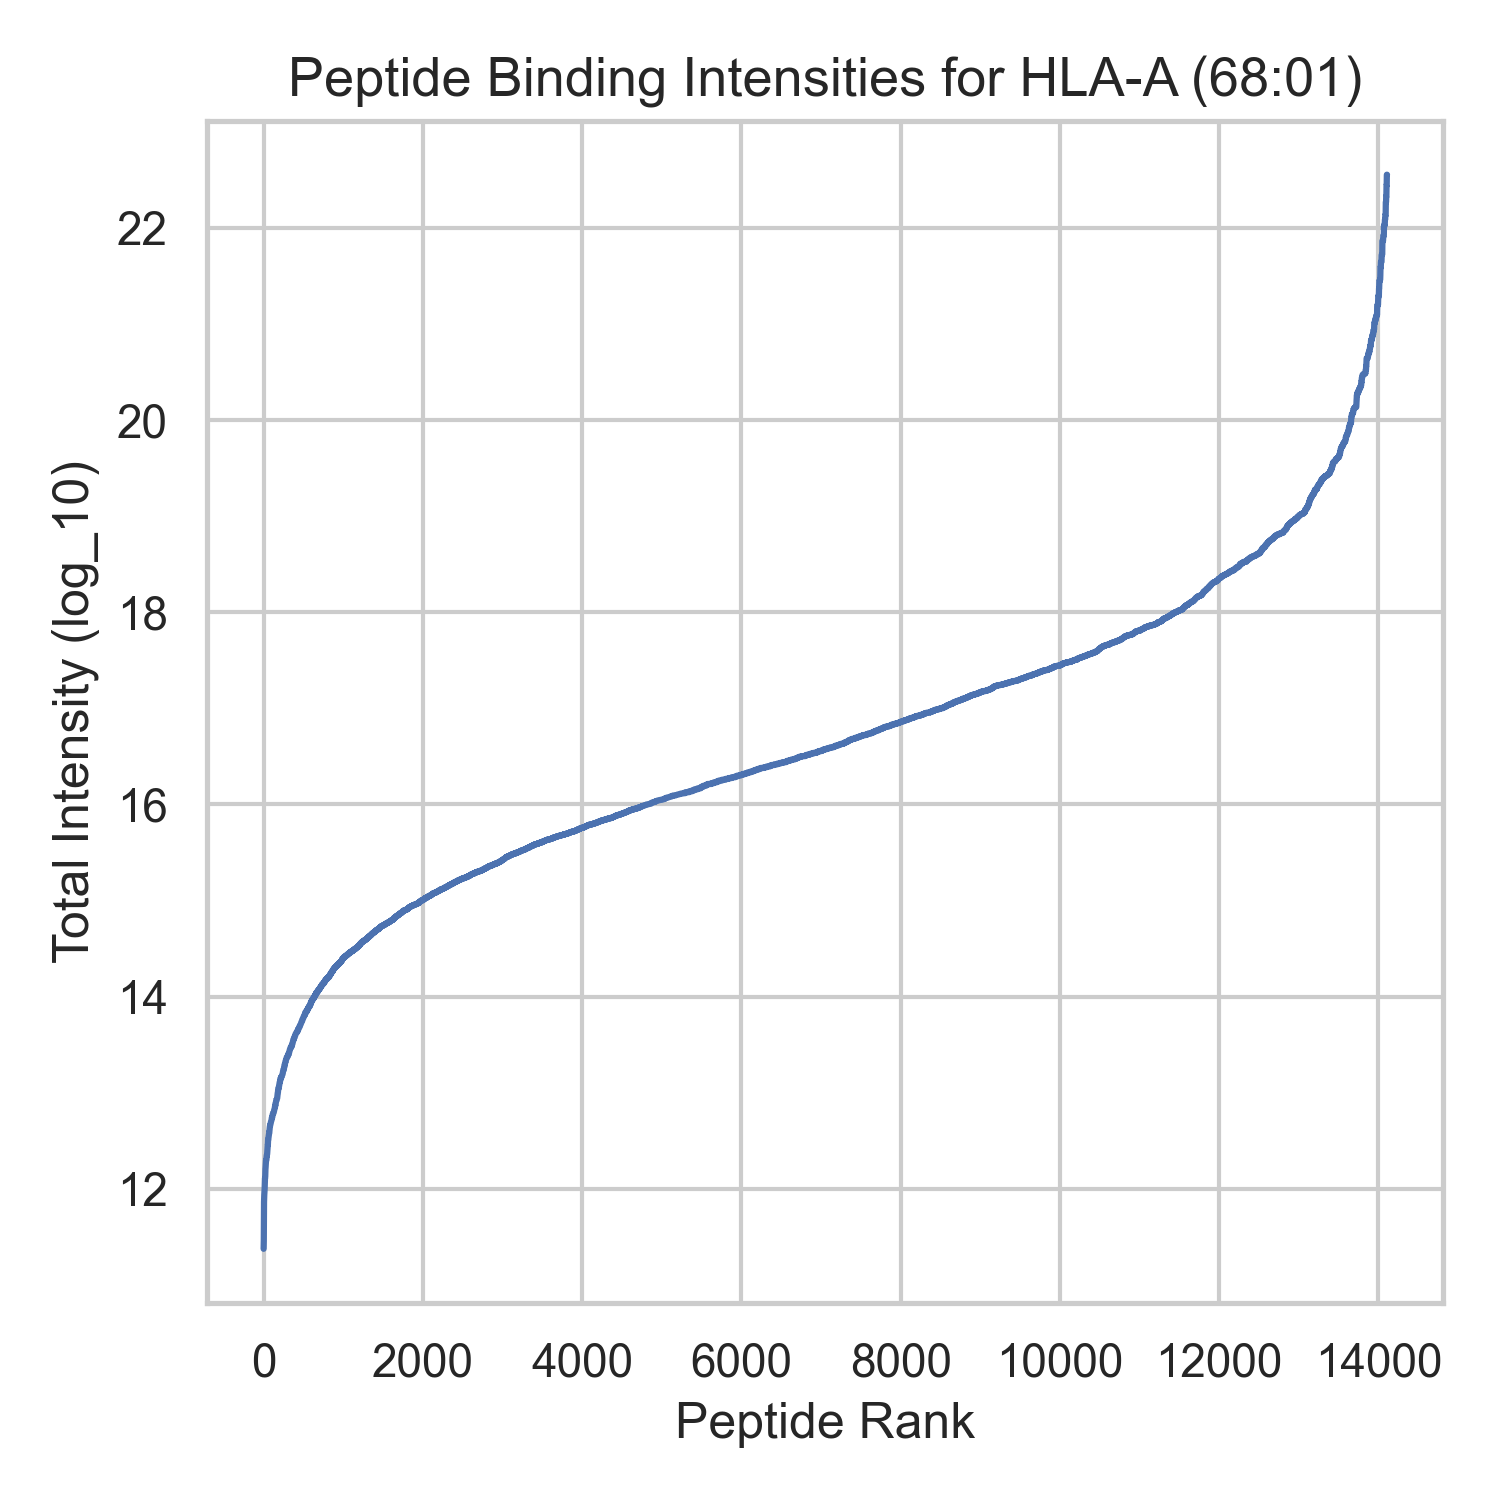 Peptide Binding Intensities for HLA-A (68:01)
Total Intensity (log_10)
22
20
18
16
14
12
0 2000 4000 6000 8000 10000 12000 14000
Peptide Rank